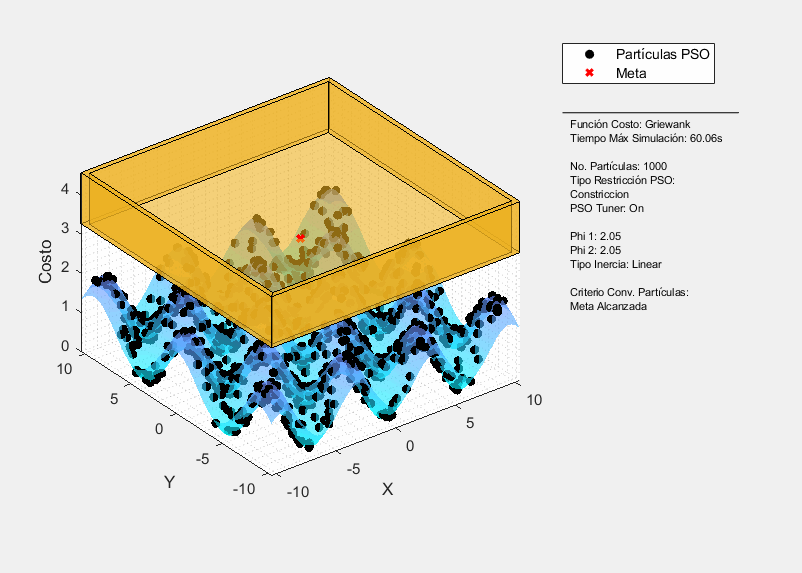 Partículas PSO
Meta
Función Costo: Griewank
Tiempo Máx Simulación: 60.06s
No. Partículas: 1000
Tipo Restricción PSO:
Constriccion
PSO Tuner: On
Phi 1: 2.05
Phi 2: 2.05
Tipo Inercia: Linear
Criterio Conv. Partículas:
Meta Alcanzada
Costo
4
3
2
1
0
10
5
0
-5
-10
Y
-10
-5
0
5
10
X